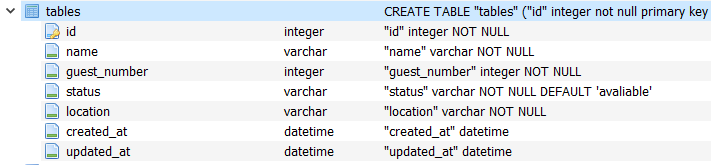 tables CREATE TABLE "tables" ("id" integer not null primary key
id integer "id" integer NOT NULL
name varchar "name" varchar NOT NULL
guest_number integer "guest_number" integer NOT NULL
status varchar "status" varchar NOT NULL DEFAULT 'avaliable'
location varchar "location" varchar NOT NULL
created_at datetime "created_at" datetime
updated_at datetime "updated_at" datetime